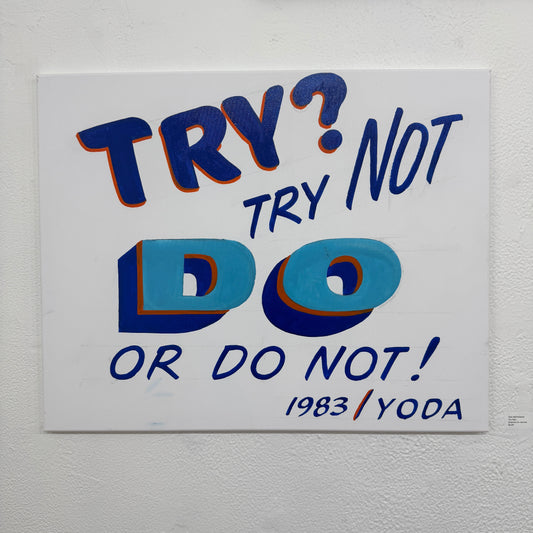 TRY?
TRY NOT
DO
OR DO NOT!
1983/YODA